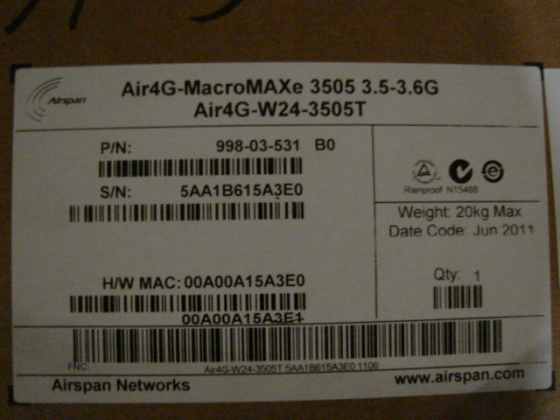 Airspan
Air4G-MacroMAXe 3505 3.5-3.6G
Air4G-W24-3505T
P/N: 998-03-531 B0
S/N: 5AA1B615A3E0
Rainproof N15488
Weight: 20kg Max
Date Code: Jun 2011
H/W MAC: 00A00A15A3E0
00A00A15A3E1
Qty: 1
FNC:
Air4G-W24-3505T 5AA1B615A3E0 1106
Airspan Networks
www.airspan.com